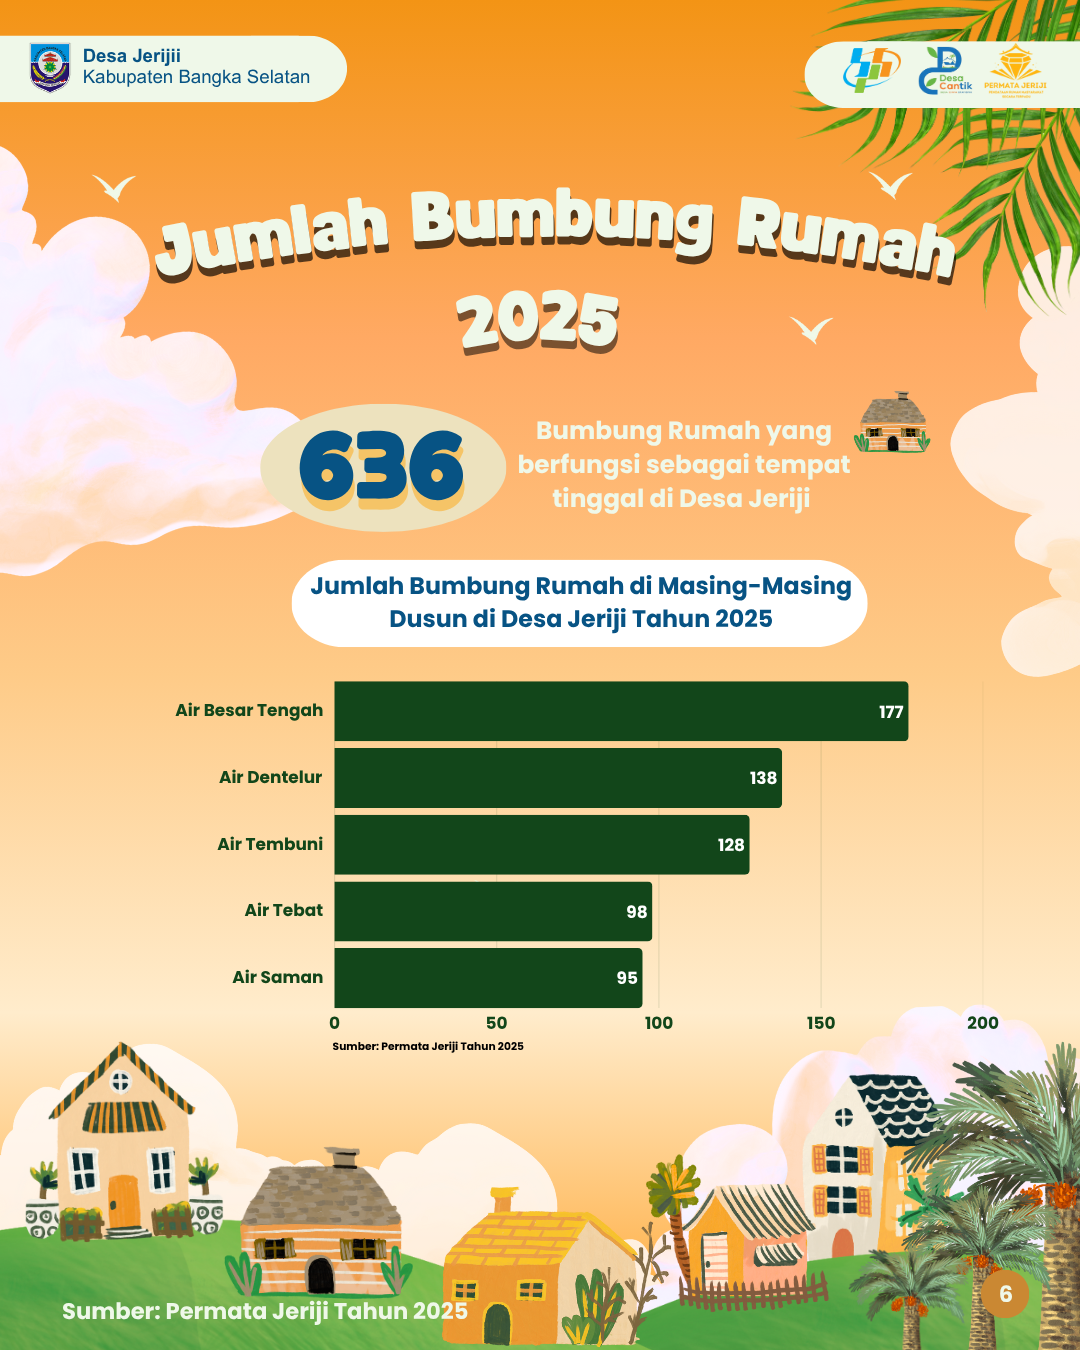 Desa Jerijii
Kabupaten Bangka Selatan
Desa
Cantik
PERMATA JERIJI
Jumlah Bumbung Rumah
2025
636
Bumbung Rumah yang
berfungsi sebagai tempat
tinggal di Desa Jeriji
Jumlah Bumbung Rumah di Masing-Masing
Dusun di Desa Jeriji Tahun 2025
Air Besar Tengah 177
Air Dentelur 138
Air Tembuni 128
Air Tebat 98
Air Saman 95
0 50 100 150 200
Sumber: Permata Jeriji Tahun 2025
Sumber: Permata Jeriji Tahun 2025
6